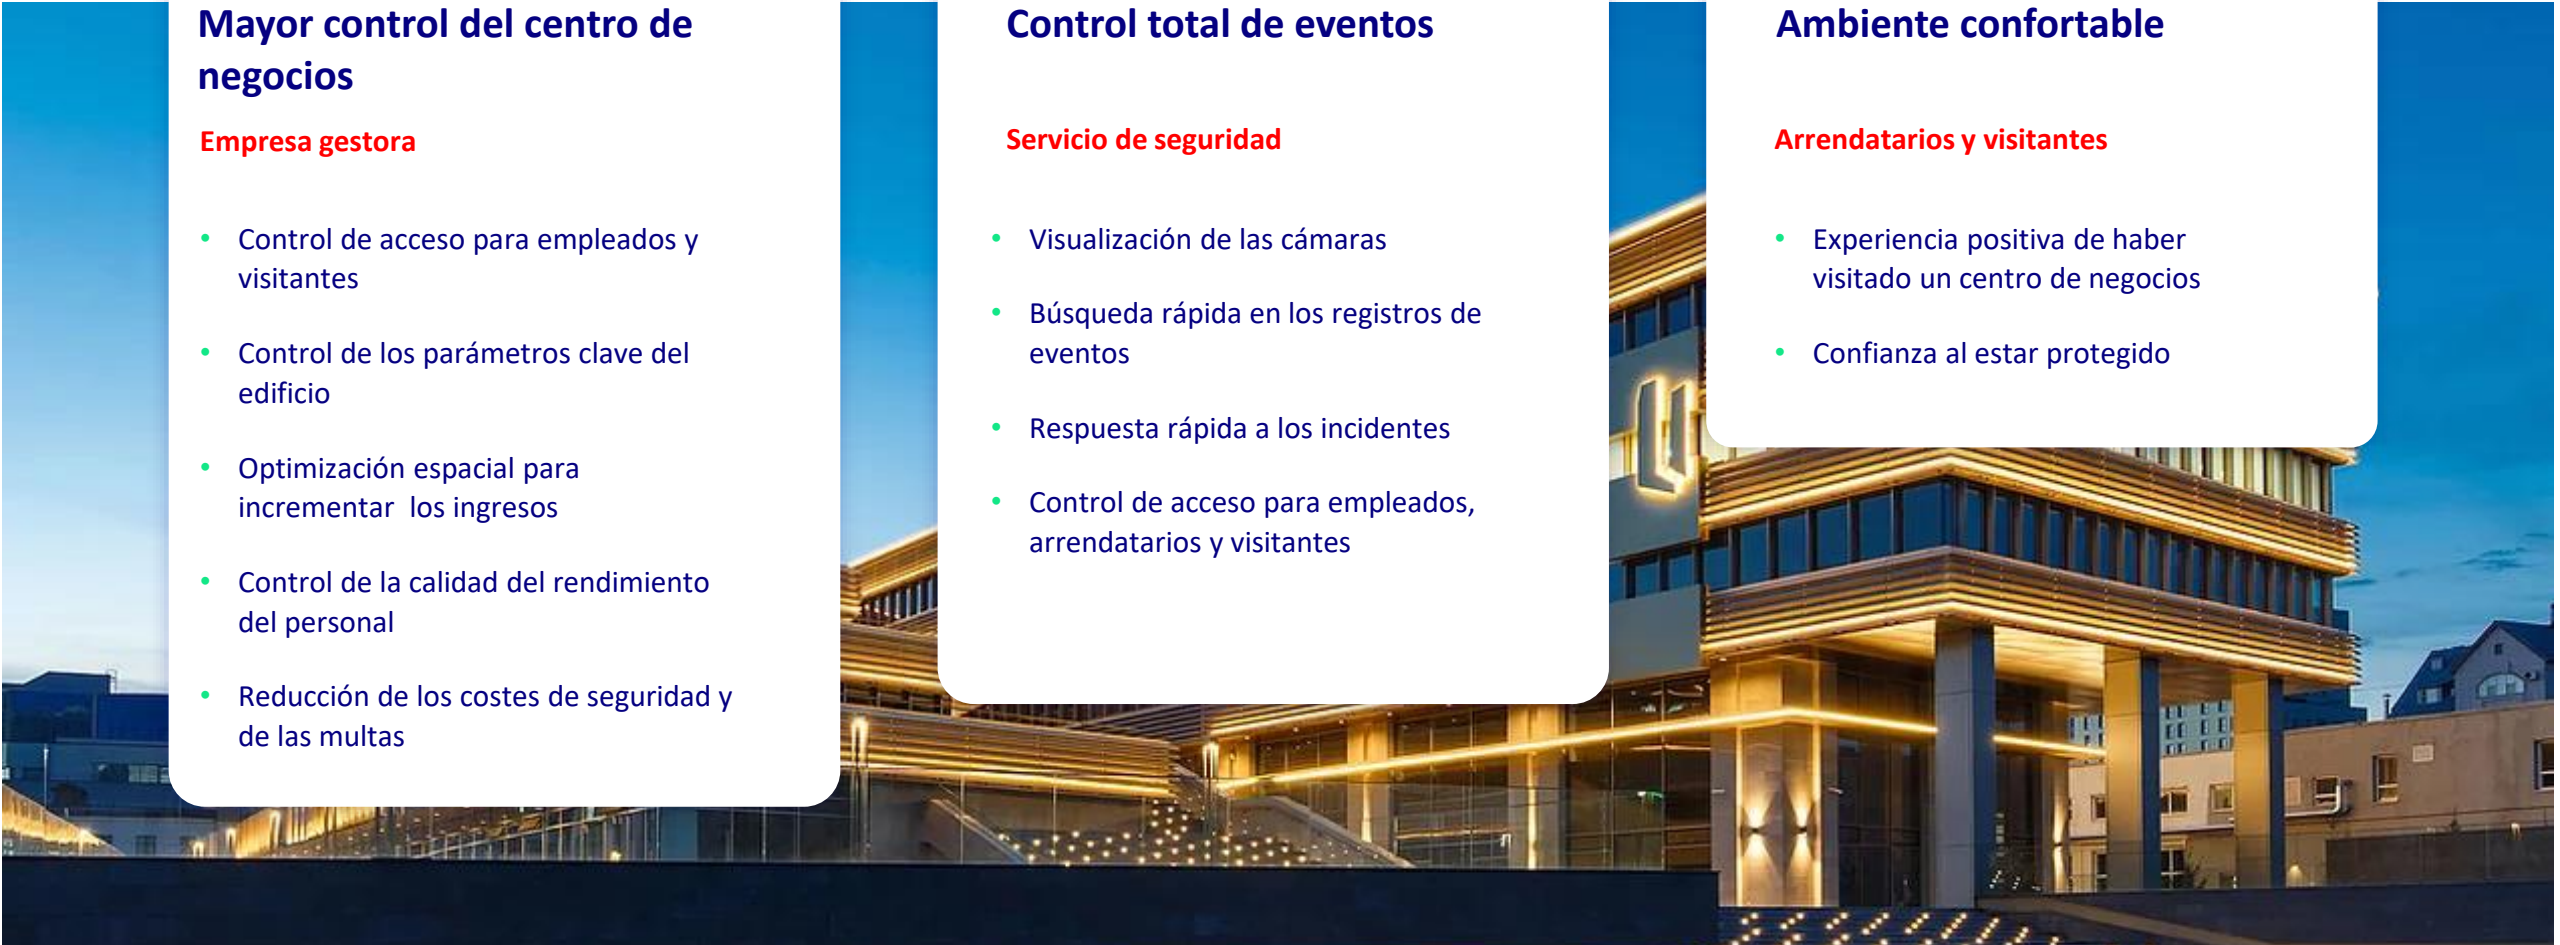 Mayor control del centro de
negocios
Empresa gestora
• Control de acceso para empleados y
visitantes
• Control de los parámetros clave del
edificio
• Optimización espacial para
incrementar  los ingresos
• Control de la calidad del rendimiento
del personal
• Reducción de los costes de seguridad y
de las multas
Control total de eventos
Servicio de seguridad
• Visualización de las cámaras
• Búsqueda rápida en los registros de
eventos
• Respuesta rápida a los incidentes
• Control de acceso para empleados,
arrendatarios y visitantes
Ambiente confortable
Arrendatarios y visitantes
• Experiencia positiva de haber
visitado un centro de negocios
• Confianza al estar protegido